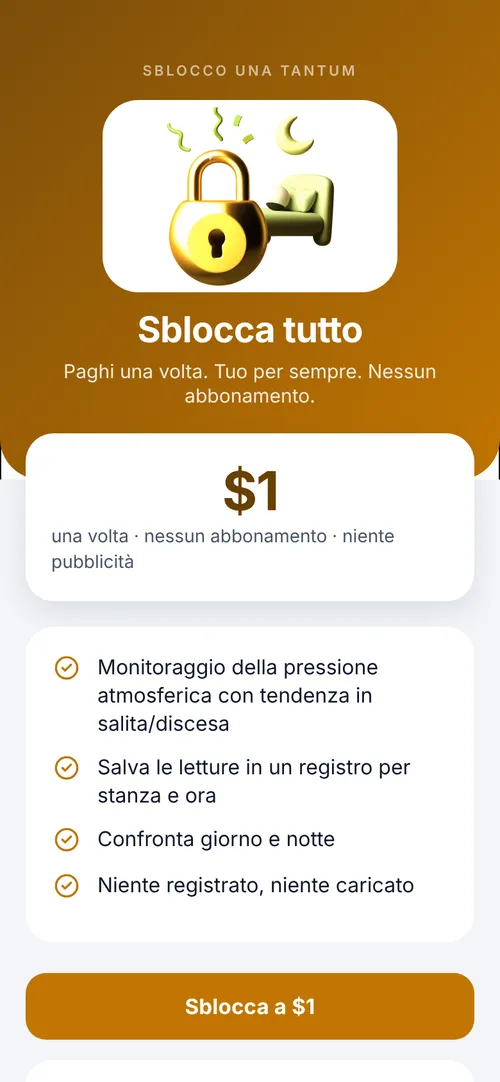 SBLOCCO UNA TANTUM
Sblocca tutto
Paghi una volta. Tuo per sempre. Nessun
abbonamento.
$1
una volta · nessun abbonamento · niente
pubblicità
Monitoraggio della pressione
atmosferica con tendenza in
salita/discesa
Salva le letture in un registro per
stanza e ora
Confronta giorno e notte
Niente registrato, niente caricato
Sblocca a $1